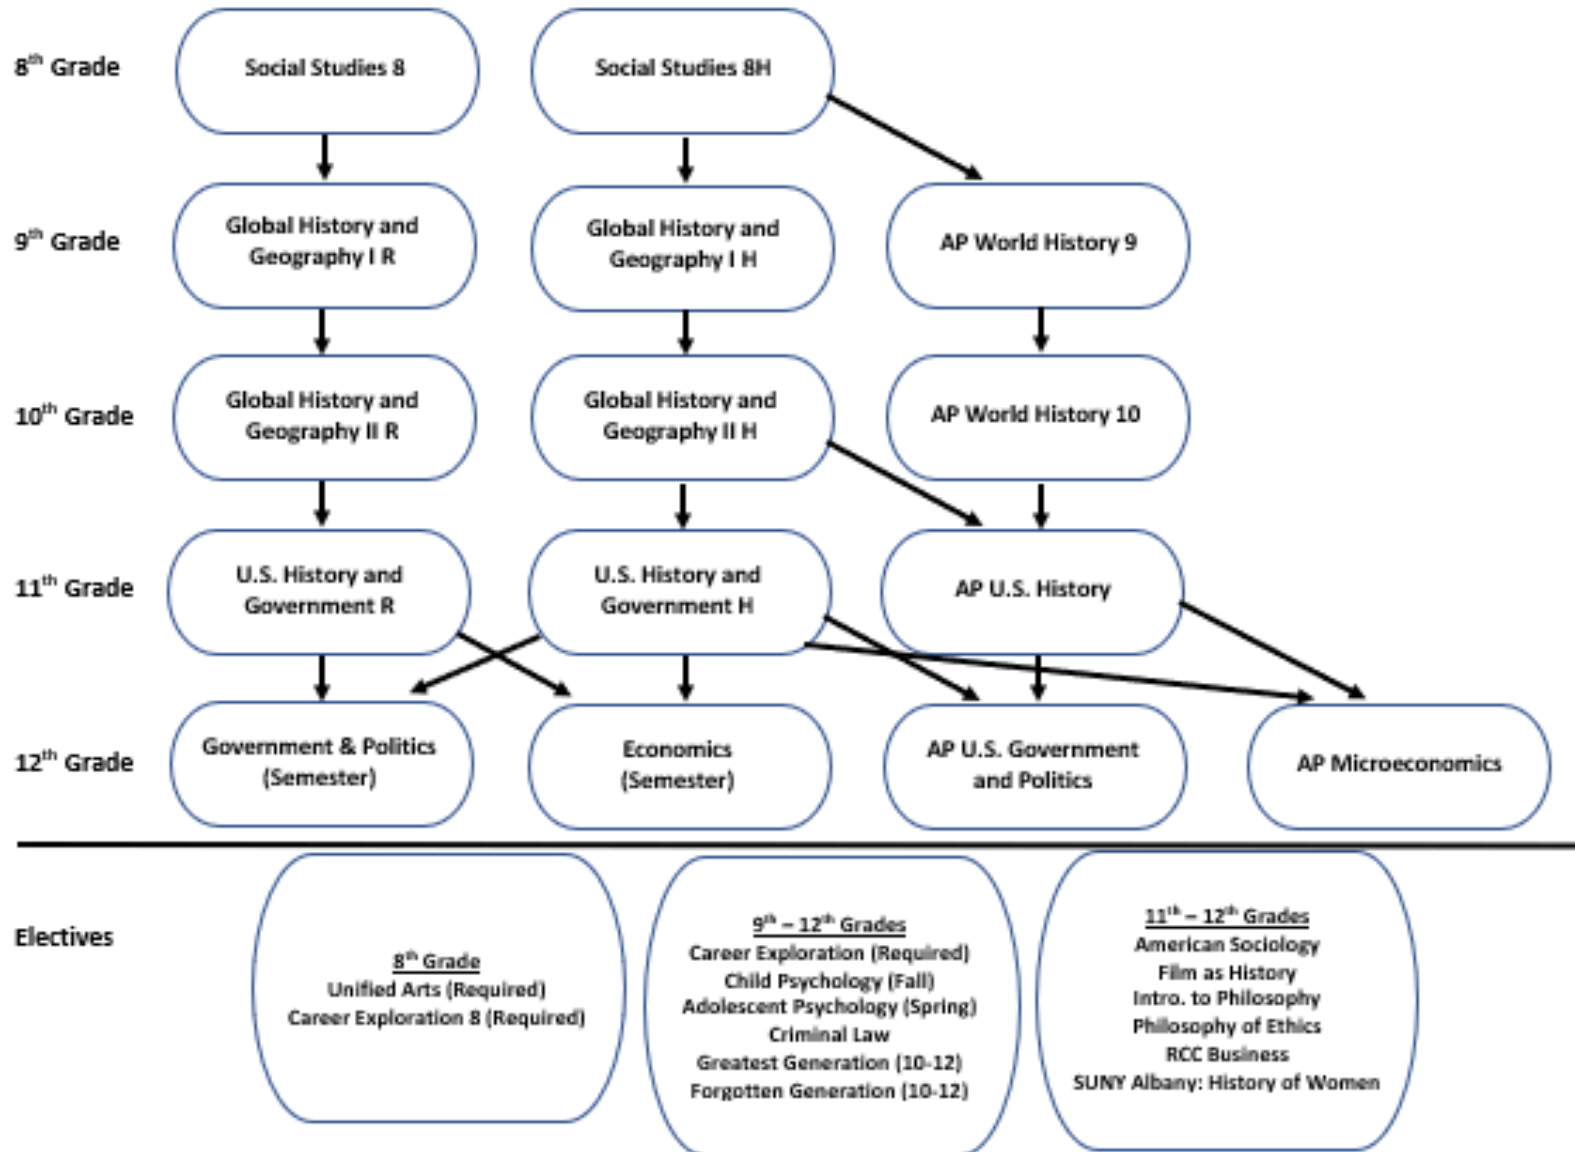 8th Grade
Social Studies 8
Social Studies 8H
9th Grade
Global History and
Geography I R
Global History and
Geography I H
AP World History 9
10th Grade
Global History and
Geography II R
Global History and
Geography II H
AP World History 10
11th Grade
U.S. History and
Government R
U.S. History and
Government H
AP U.S. History
12th Grade
Government & Politics
(Semester)
Economics
(Semester)
AP U.S. Government
and Politics
AP Microeconomics
Electives
8th Grade
Unified Arts (Required)
Career Exploration 8 (Required)
9th – 12th Grades
Career Exploration (Required)
Child Psychology (Fall)
Adolescent Psychology (Spring)
Criminal Law
Greatest Generation (10-12)
Forgotten Generation (10-12)
11th – 12th Grades
American Sociology
Film as History
Intro. to Philosophy
Philosophy of Ethics
RCC Business
SUNY Albany: History of Women